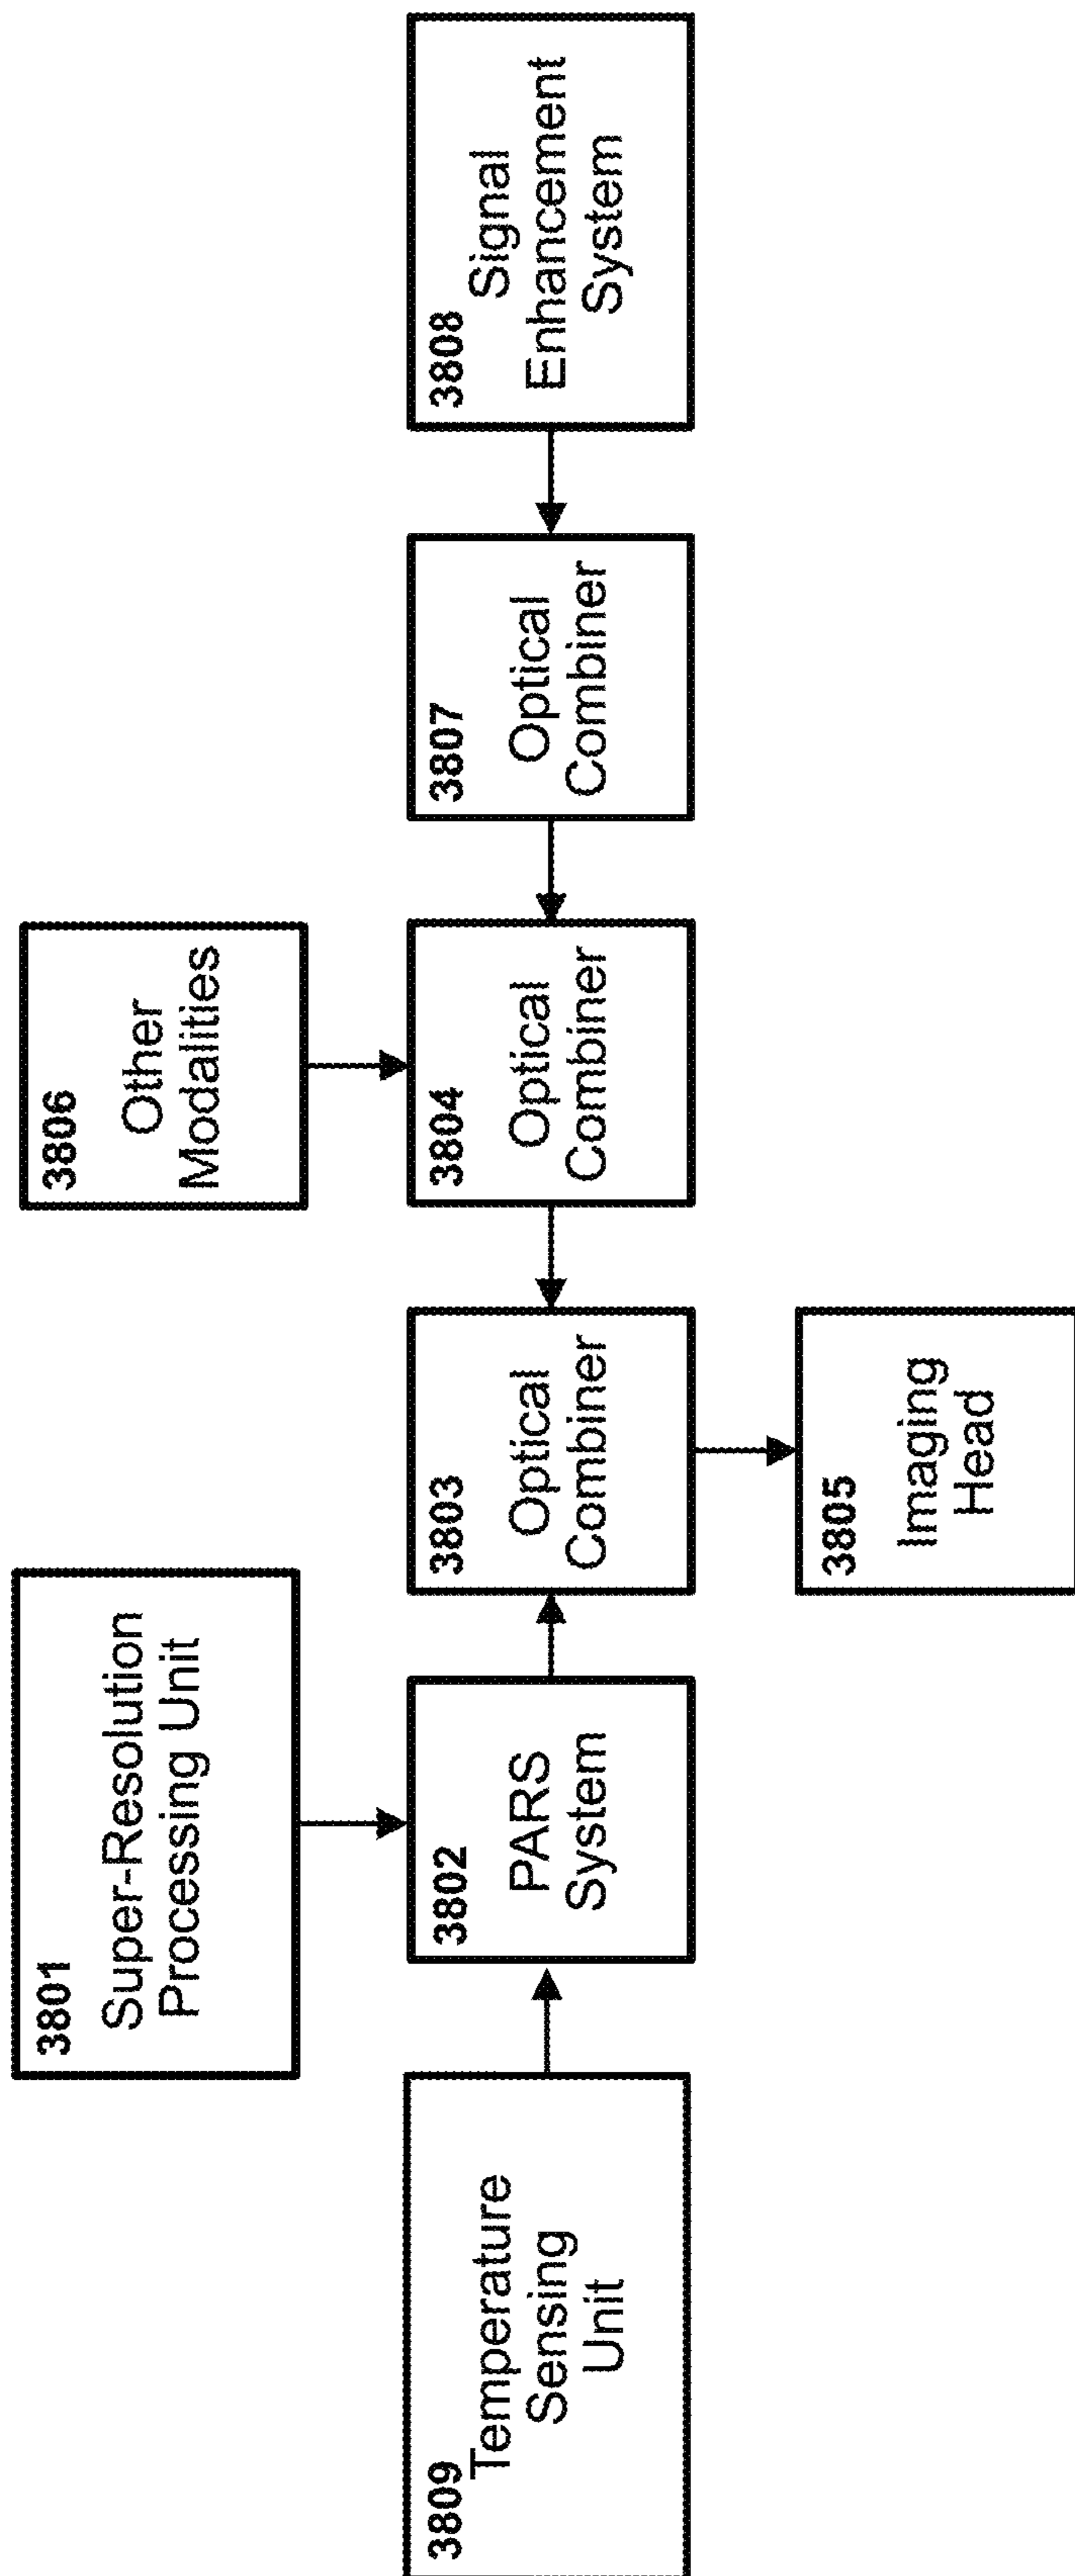 3801
Super-Resolution
Processing Unit
3806
Other
Modalities
3809
Temperature
Sensing
Unit
3802
PARS
System
3803
Optical
Combiner
3804
Optical
Combiner
3807
Optical
Combiner
3808
Signal
Enhancement
System
3805
Imaging
Head